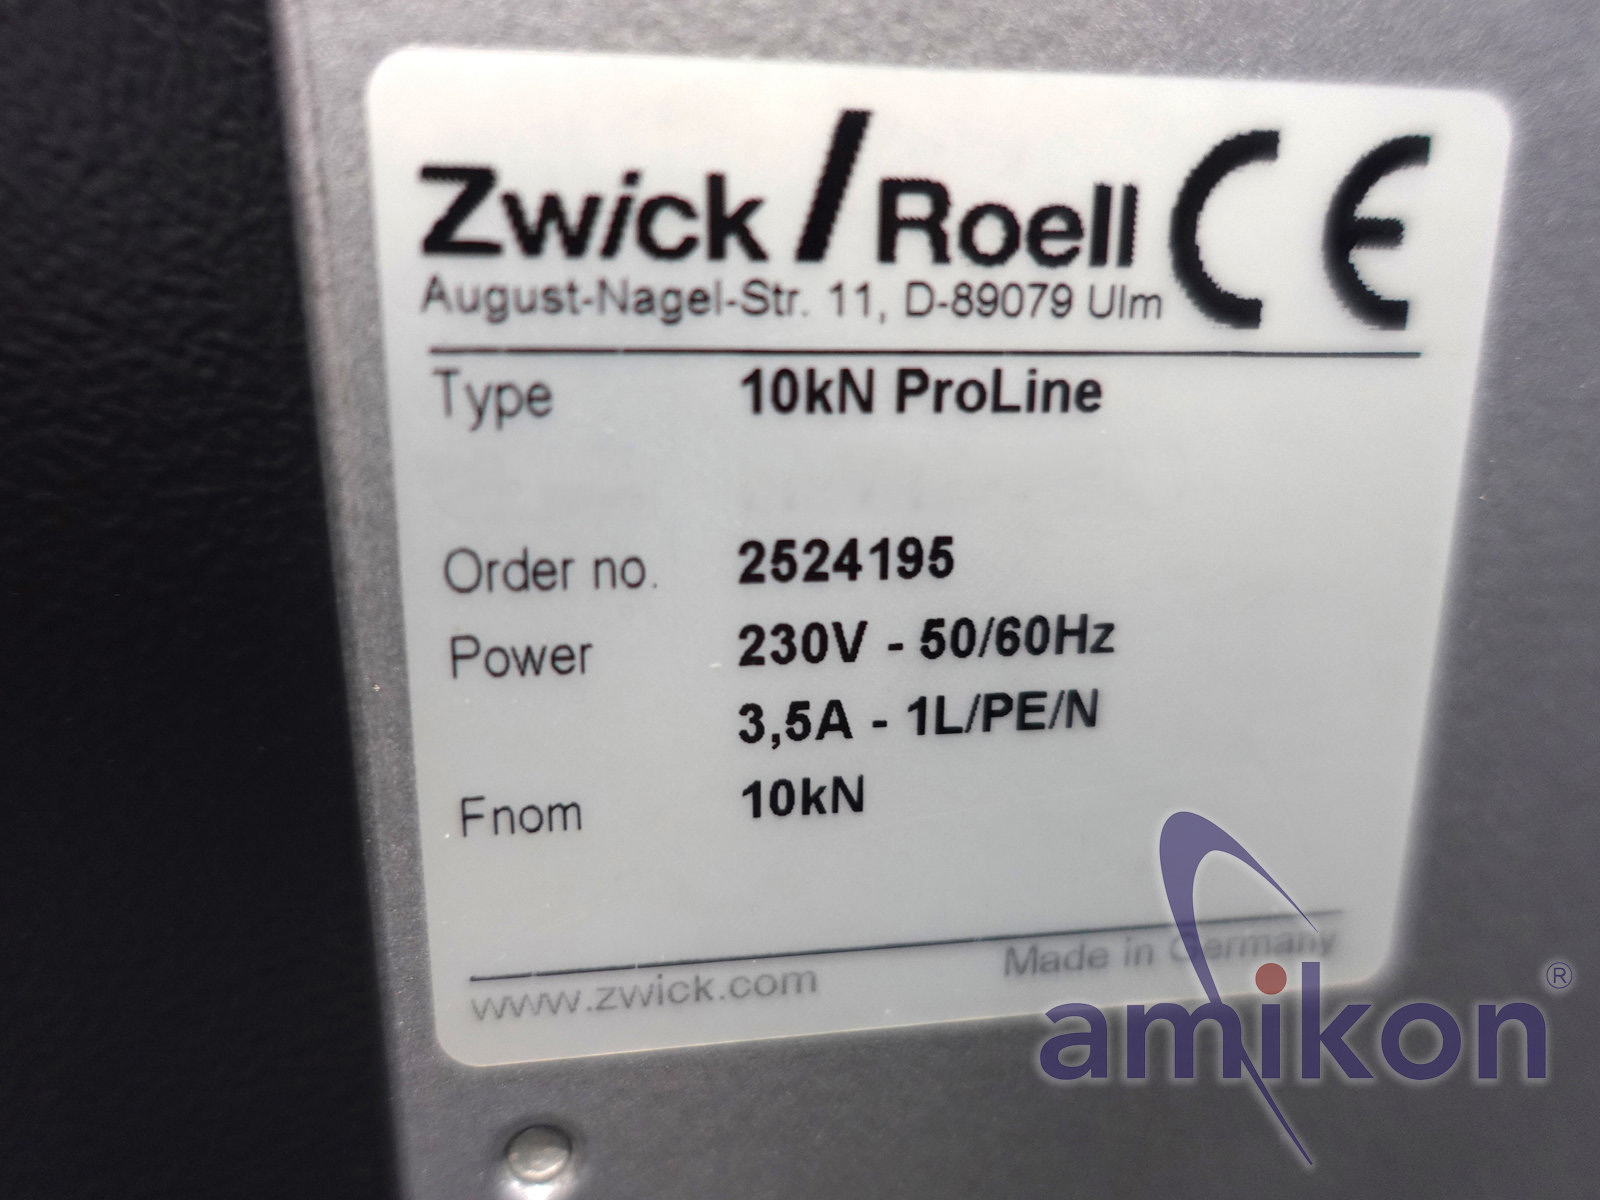 Zwick / Roell CE
August-Nagel-Str. 11, D-89079 Ulm
Type 10kN ProLine
Order no. 2524195
Power 230V - 50/60Hz
3,5A - 1L/PE/N
Fnom 10kN
www.zwick.com Made in Germany
amikon®